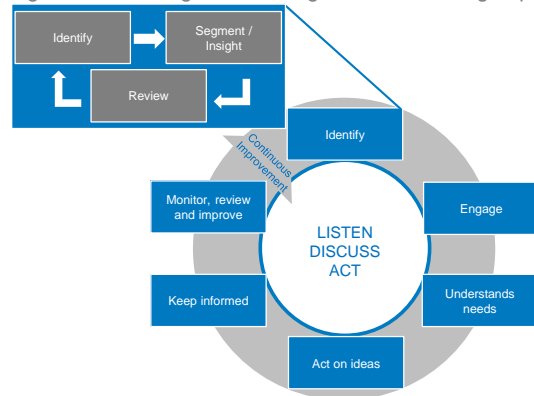 Identify
Segment /
Insight
Review
Identify
Continuous
Improvement
Monitor, review
and improve
Engage
LISTEN
DISCUSS
ACT
Keep informed
Understands
needs
Act on ideas